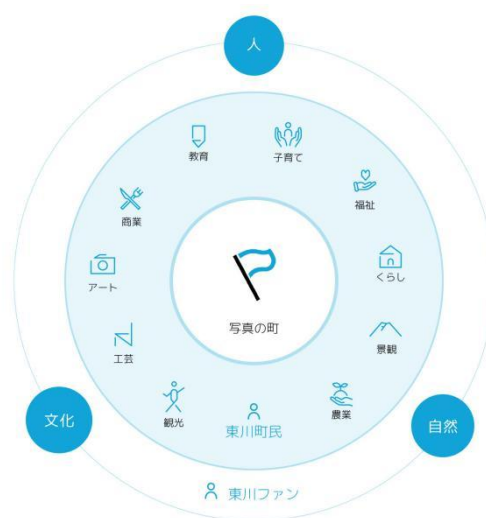 人
教育
子育て
商業
福祉
アート
くらし
写真の町
工芸
景観
観光
東川町民
農業
文化
自然
東川ファン